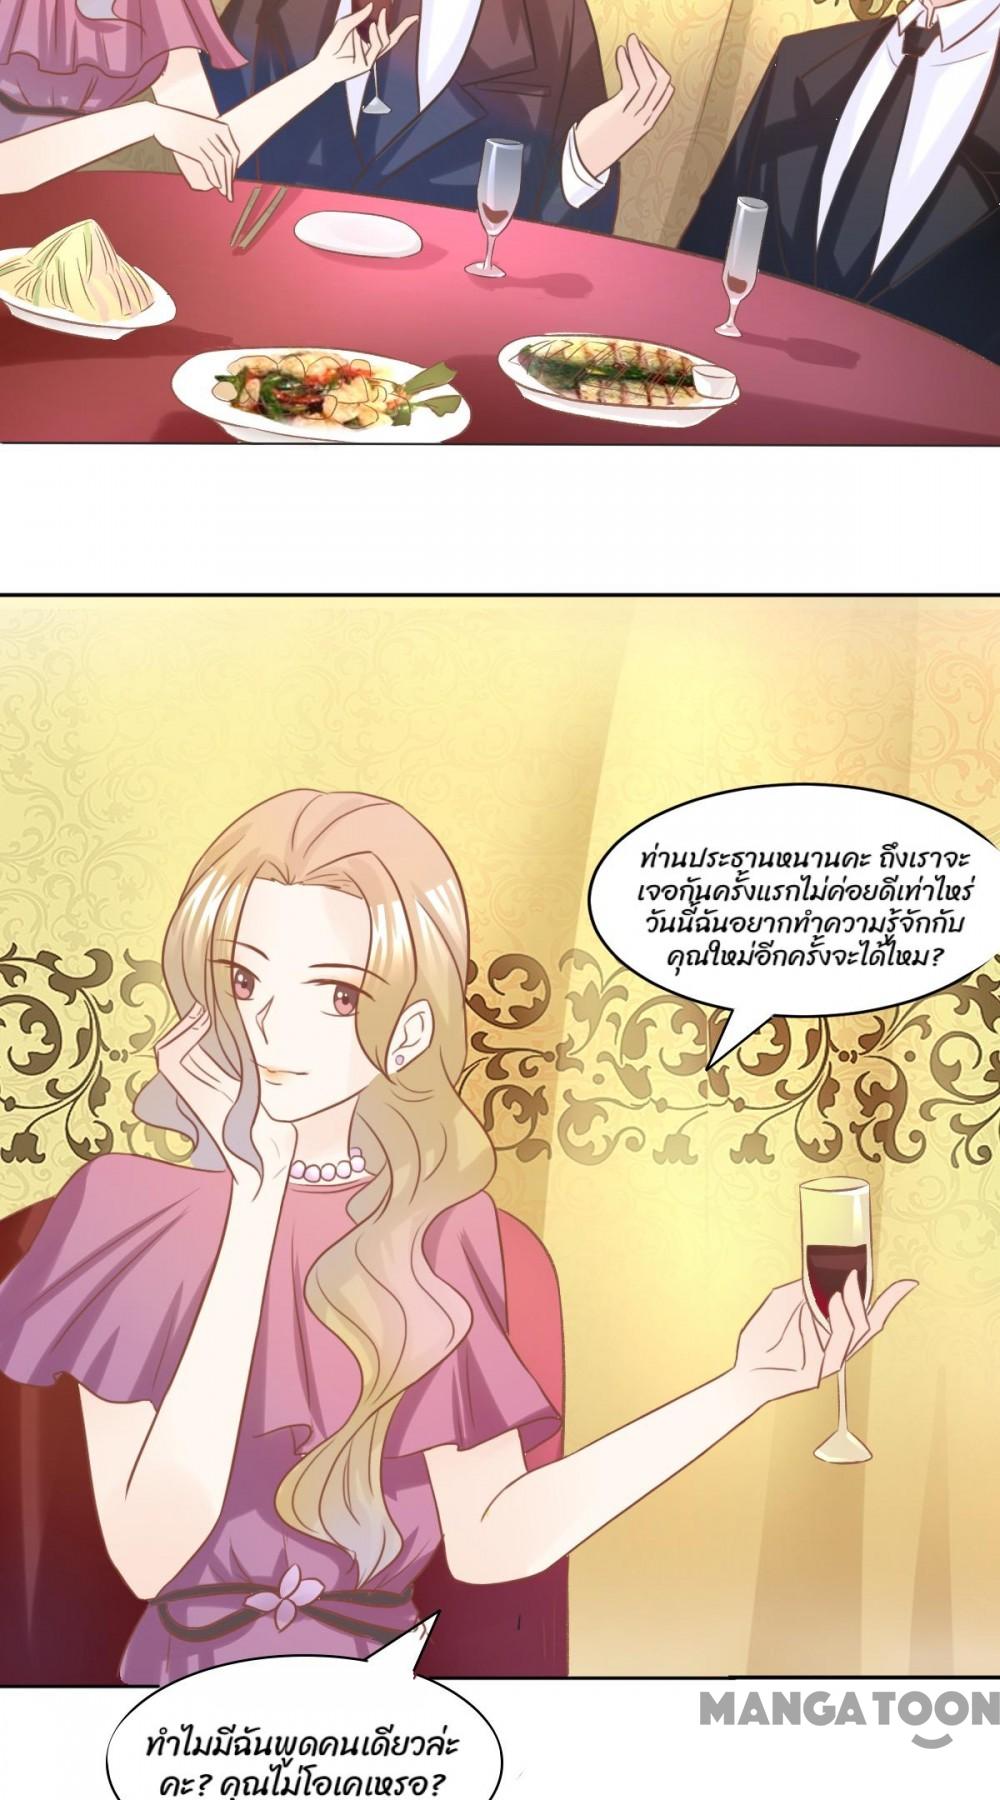 ท่านประธานหนานคะ ถึงเราจะ
เจอกันครั้งแรกไม่ค่อยดีเท่าไหร่
วันนี้ฉันอยากทำความรู้จักกับ
คุณใหม่อีกครั้งจะได้ไหม?
MANGATOON
ทำไมมีฉันพูดคนเดียวล่ะ
คะ? คุณไม่โอเคเหรอ?